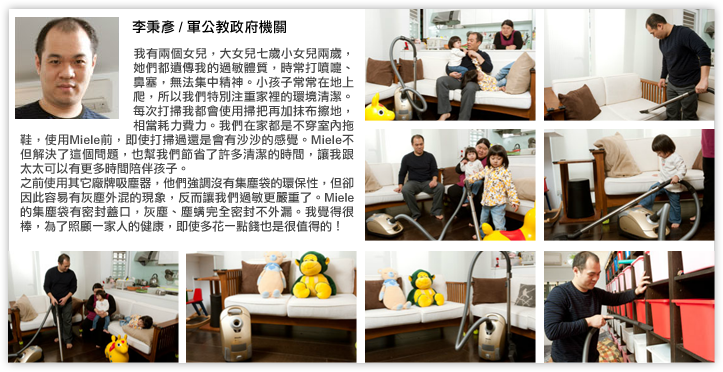 李秉彥 / 軍公教政府機關
我有兩個女兒，大女兒七歲小女兒兩歲，
她們都遺傳我的過敏體質，時常打噴嚏、
鼻塞，無法集中精神。小孩子常常在地上
爬，所以我們特別注重家裡的環境清潔。
每次打掃我都會使用掃把再加抹布擦地，
相當耗力費力。我們在家都是不穿室內拖
鞋，使用Miele前，即使打掃過還是會有沙沙的感覺。Miele不
但解決了這個問題，也幫我們節省了許多清潔的時間，讓我跟
太太可以有更多時間陪伴孩子。
之前使用其它廠牌吸塵器，他們強調沒有集塵袋的環保性，但卻
因此容易有灰塵外混的現象，反而讓我們過敏更嚴重了。Miele
的集塵袋有密封蓋口，灰塵、塵螨完全密封不外漏。我覺得很
棒，為了照顧一家人的健康，即使多花一點錢也是很值得的！